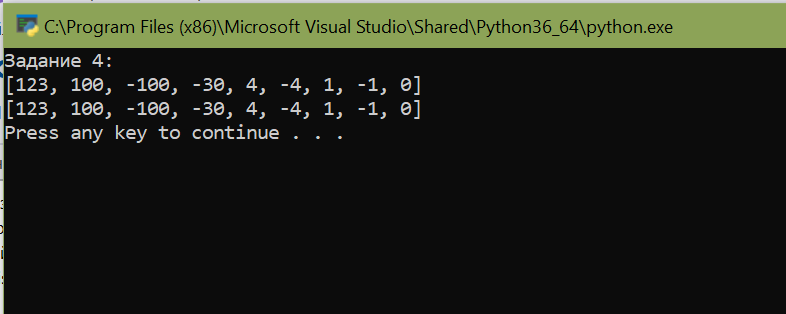 C:\Program Files (x86)\Microsoft Visual Studio\Shared\Python36_64\python.exe
Задание 4:
[123, 100, -100, -30, 4, -4, 1, -1, 0]
[123, 100, -100, -30, 4, -4, 1, -1, 0]
Press any key to continue . . .